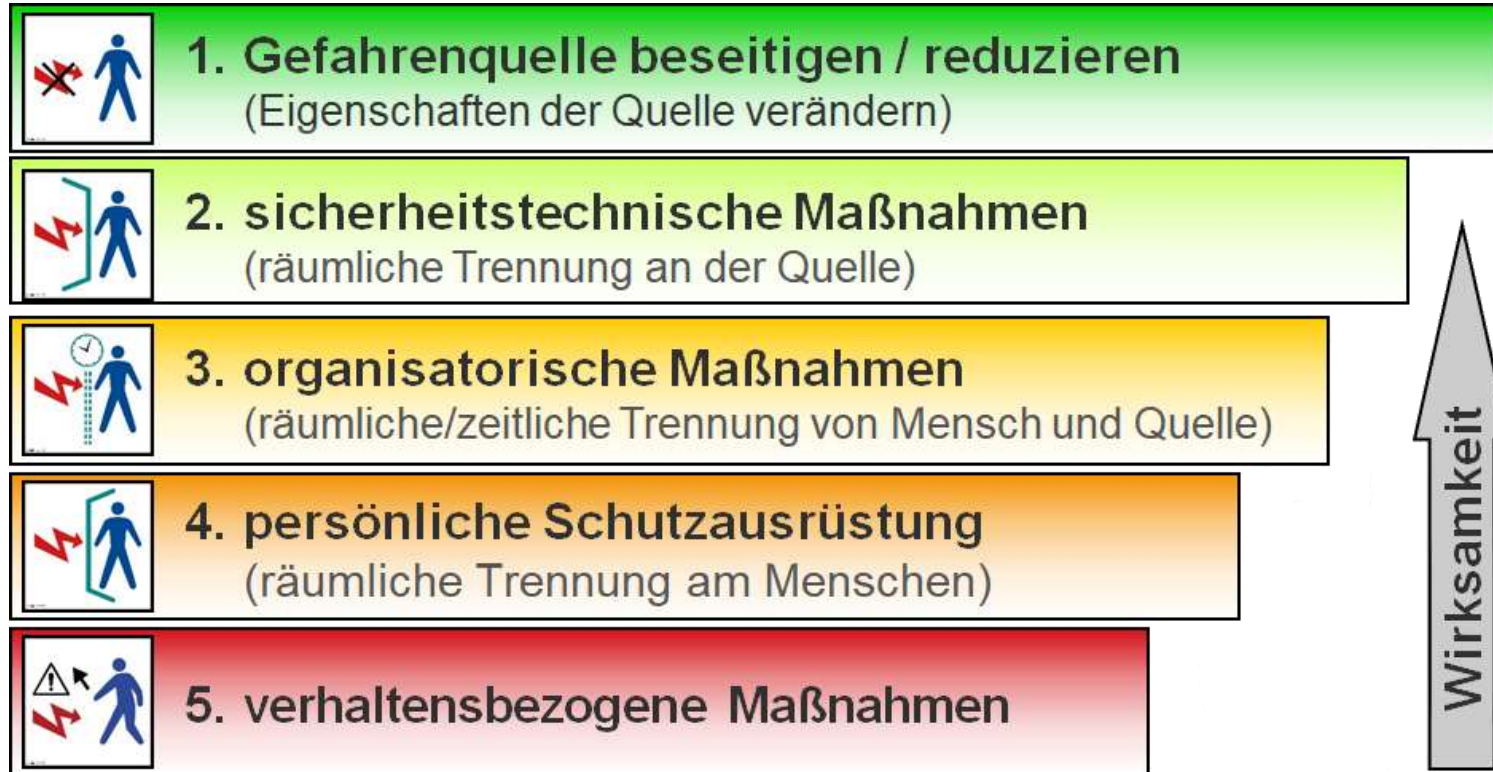 1. Gefahrenquelle beseitigen / reduzieren
(Eigenschaften der Quelle verändern)
2. sicherheitstechnische Maßnahmen
(räumliche Trennung an der Quelle)
3. organisatorische Maßnahmen
(räumliche/zeitliche Trennung von Mensch und Quelle)
4. persönliche Schutzausrüstung
(räumliche Trennung am Menschen)
5. verhaltensbezogene Maßnahmen
Wirksamkeit